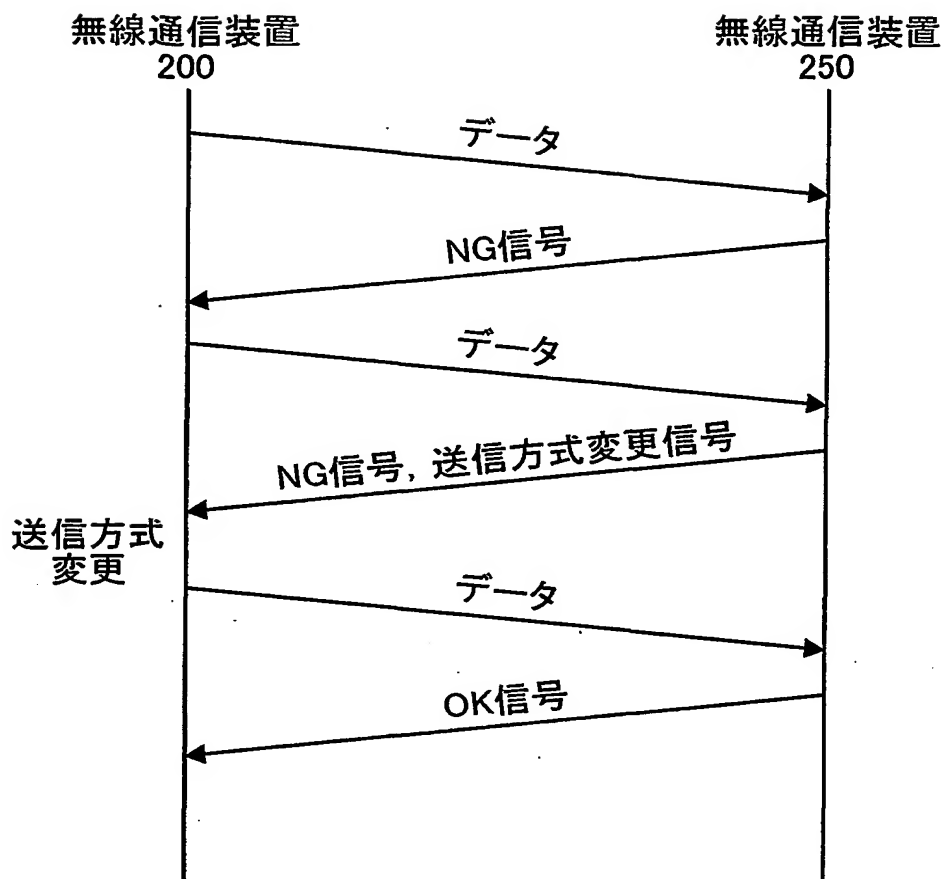 無線通信装置
200
無線通信装置
250
データ
NG信号
データ
NG信号, 送信方式変更信号
送信方式
変更
データ
OK信号